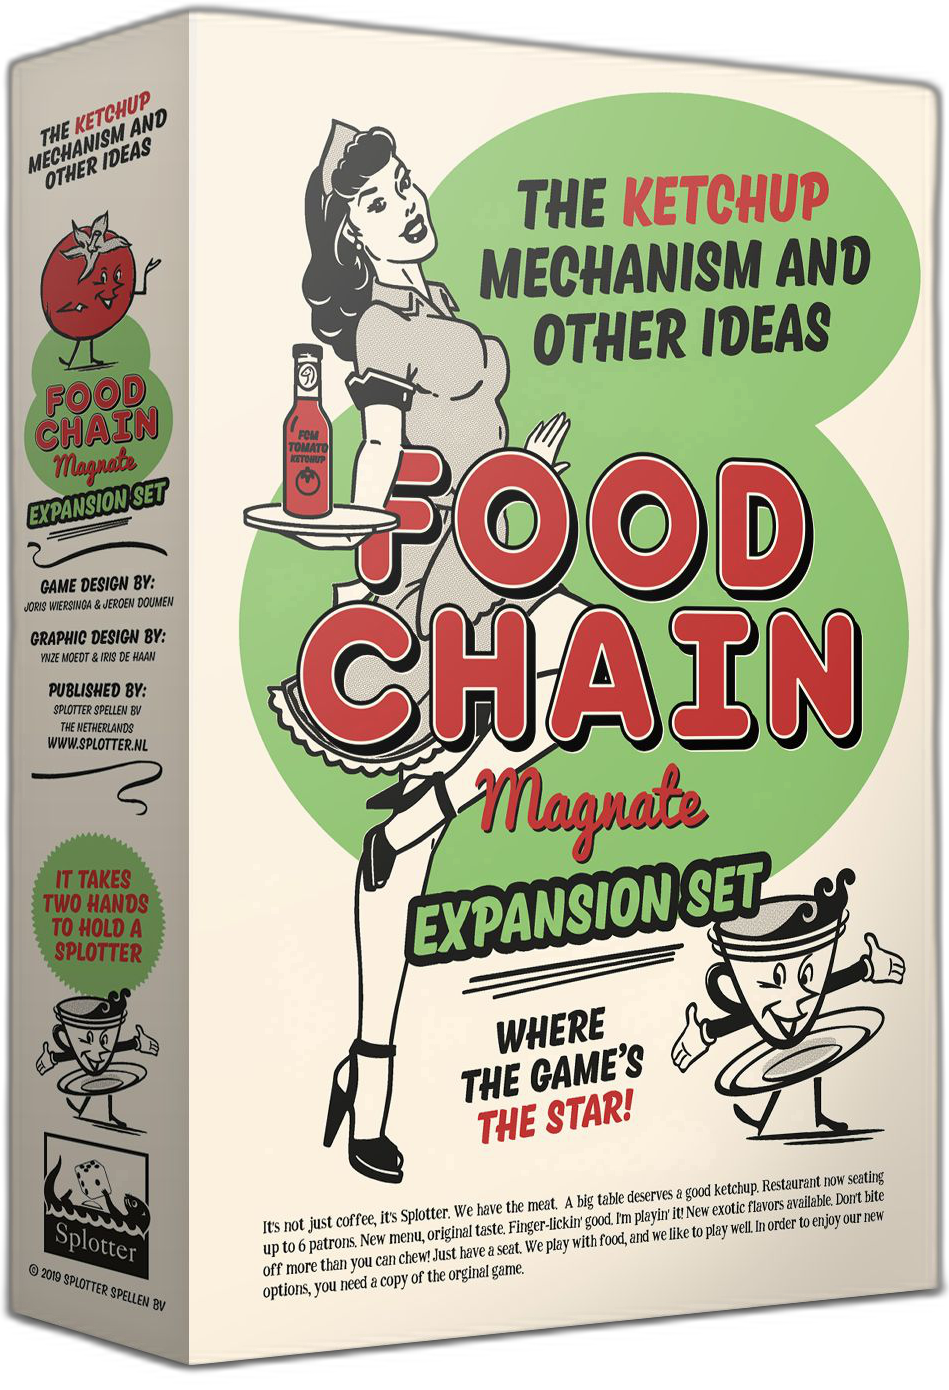 THE KETCHUP
MECHANISM AND
OTHER IDEAS
FOOD
CHAIN
Magnate
EXPANSION SET
GAME DESIGN BY:
JORIS WIERSINGA & JEROEN DOUMEN
GRAPHIC DESIGN BY:
YNZE MOEDT & IRIS DE HAAN
PUBLISHED BY:
SPLOTTER SPELLEN BV
THE NETHERLANDS
WWW.SPLOTTER.NL
IT TAKES
TWO HANDS
TO HOLD A
SPLOTTER
Splotter
© 2019 SPLOTTER SPELLEN BV
THE KETCHUP
MECHANISM AND
OTHER IDEAS
FCM
TOMATO
KETCHUP
FOOD
CHAIN
Magnate
EXPANSION SET
WHERE
THE GAME'S
THE STAR!
It's not just coffee, it's Splotter. We have the meat. A big table deserves a good ketchup. Restaurant now seating
up to 6 patrons. New menu, original taste. Finger-lickin' good. I'm playin' it! New exotic flavors available. Don't bite
off more than you can chew! Just have a seat. We play with food, and we like to play well. In order to enjoy our new
options, you need a copy of the orginal game.